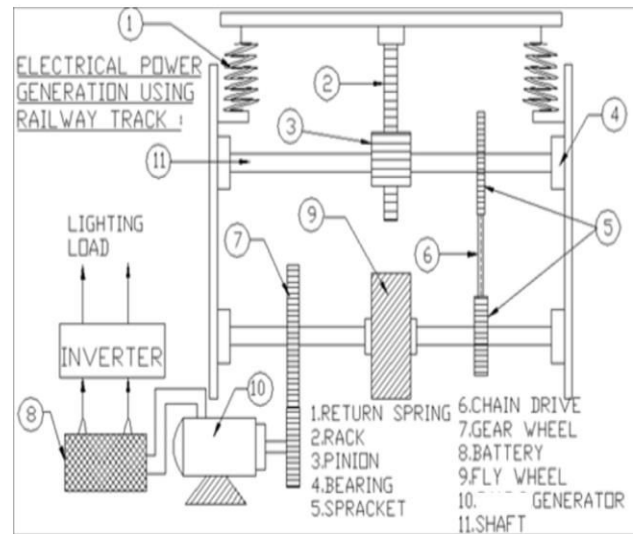 1
ELECTRICAL POWER
GENERATION USING
RAILWAY TRACK :
2
3
4
11
LIGHTING
LOAD
7
9
6
5
INVERTER
10
8
1.RETURN SPRING
2.RACK
3.PINION
4.BEARING
5.SPRACKET
6.CHAIN DRIVE
7.GEAR WHEEL
8.BATTERY
9.FLY WHEEL
10. GENERATOR
11.SHAFT